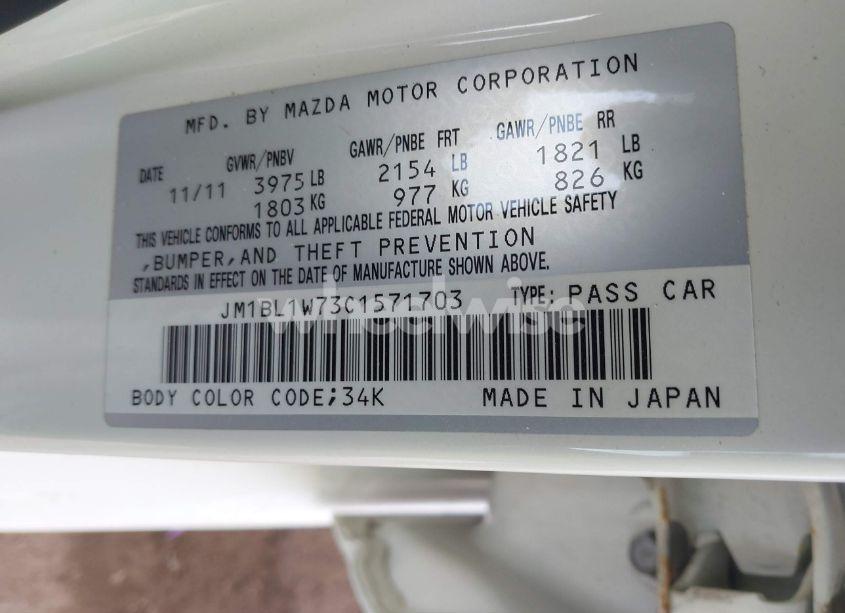 MFD. BY MAZDA MOTOR CORPORATION
DATE GVWR/PNBV GAWR/PNBE FRT GAWR/PNBE RR
11/11 3975 LB 2154 LB 1821 LB
1803 KG 977 KG 826 KG
THIS VEHICLE CONFORMS TO ALL APPLICABLE FEDERAL MOTOR VEHICLE SAFETY
,BUMPER,AND THEFT PREVENTION
STANDARDS IN EFFECT ON THE DATE OF MANUFACTURE SHOWN ABOVE.
JM1BL1W73C1571703 TYPE: PASS CAR
wheelwise
BODY COLOR CODE;34K MADE IN JAPAN